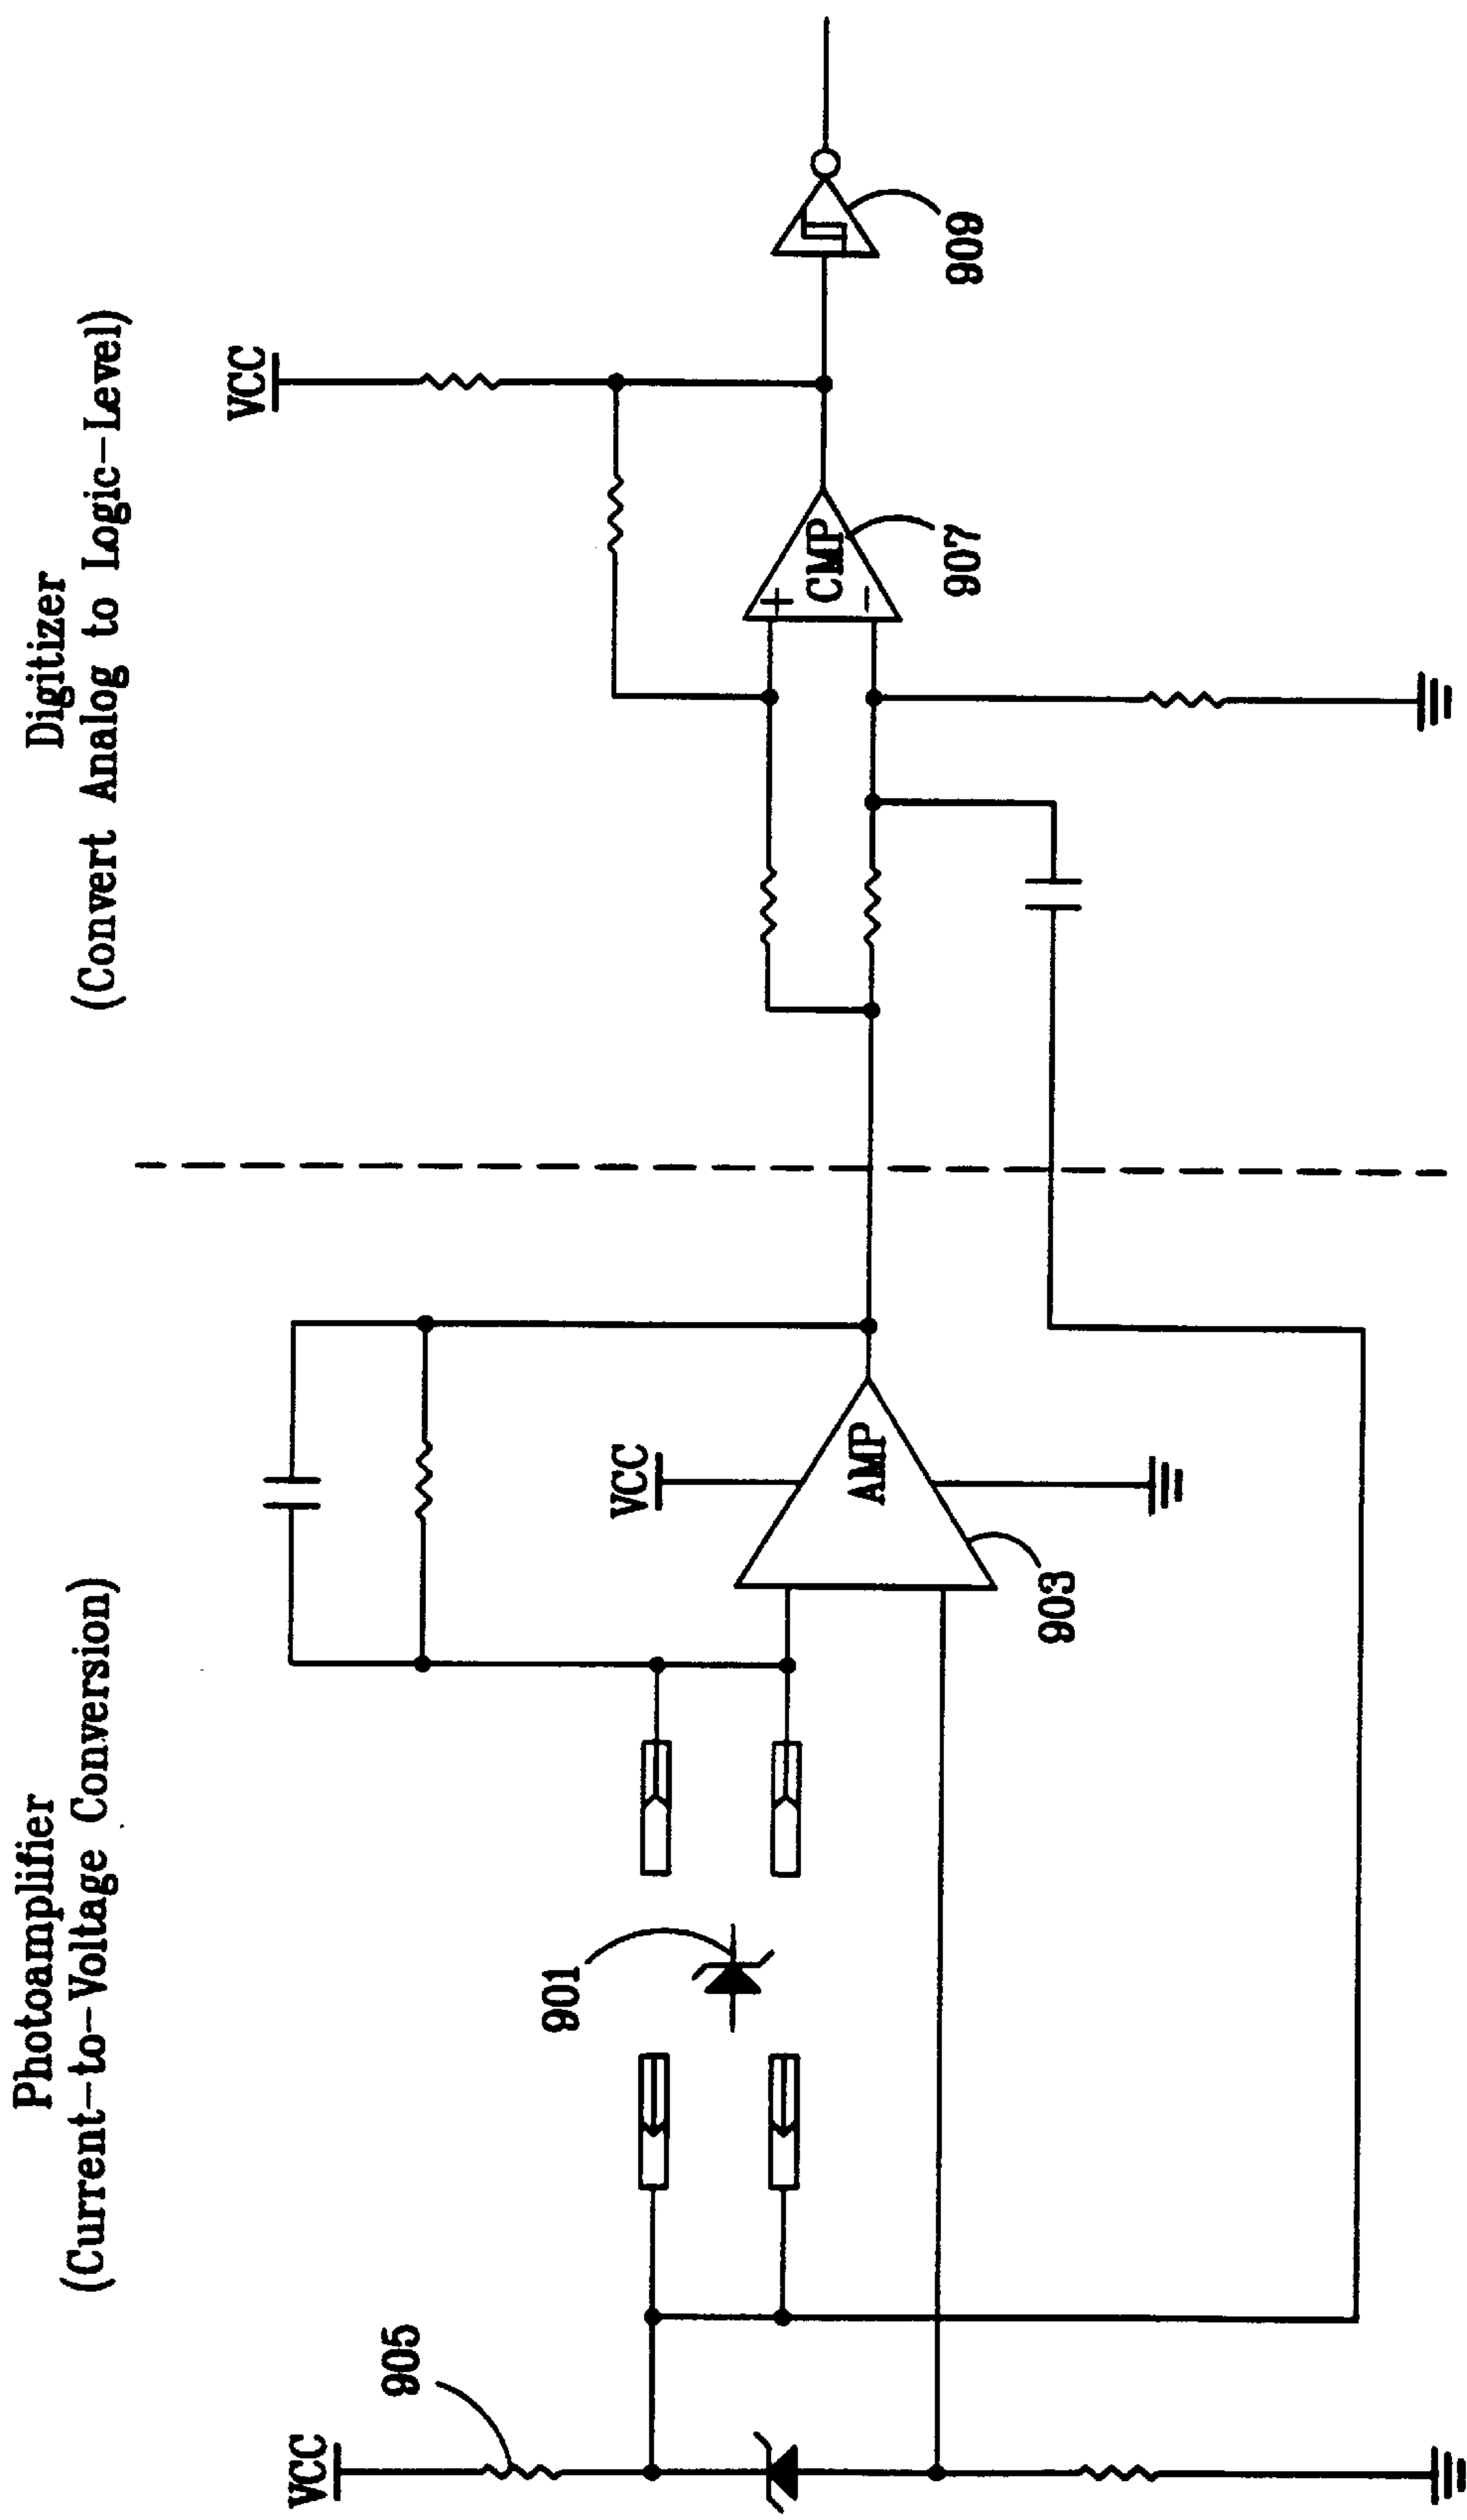 Photoamplifier
(Current-to-Voltage Conversion)
Digitizer
(Convert Analog to Logic-Level)
VCC
905
901
VCC
AMP
903
VCC
+
CMP
-
907
909